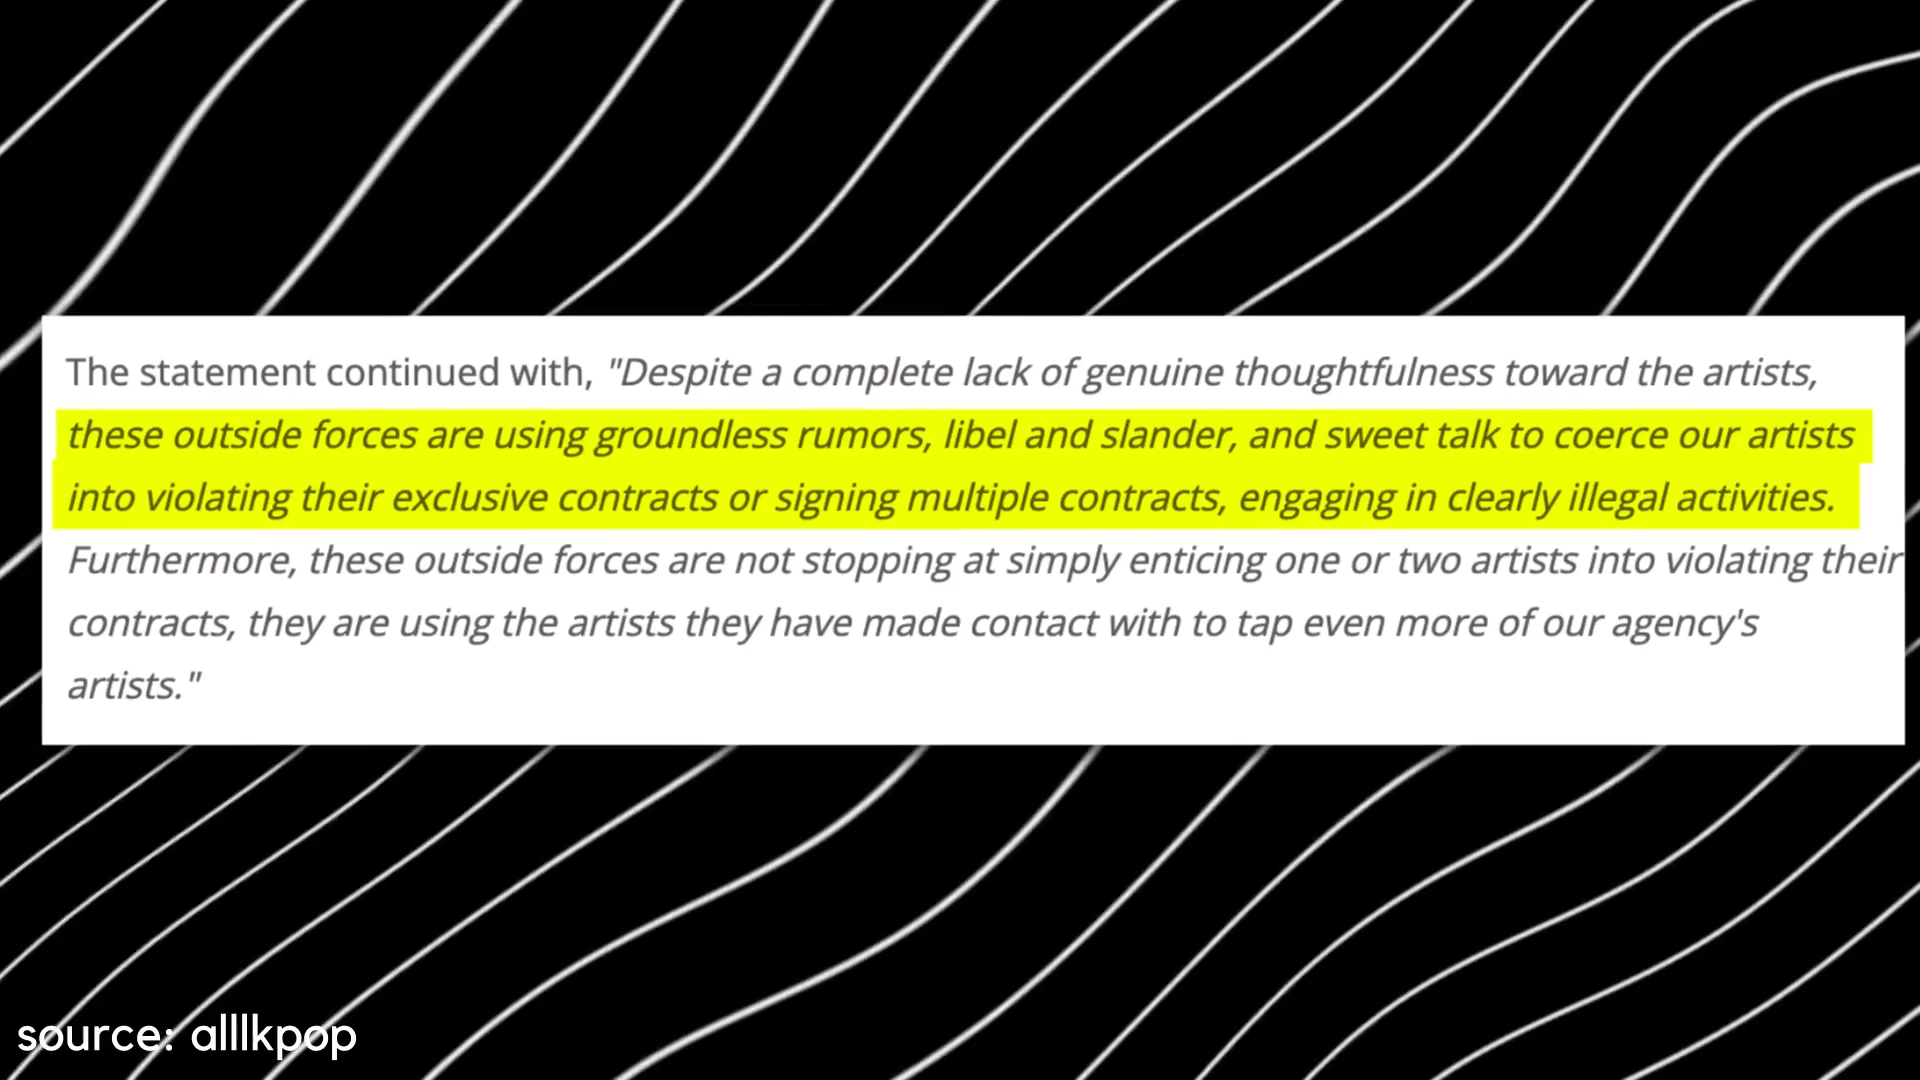 The statement continued with, "Despite a complete lack of genuine thoughtfulness toward the artists,
these outside forces are using groundless rumors, libel and slander, and sweet talk to coerce our artists
into violating their exclusive contracts or signing multiple contracts, engaging in clearly illegal activities.
Furthermore, these outside forces are not stopping at simply enticing one or two artists into violating their
contracts, they are using the artists they have made contact with to tap even more of our agency's
artists."
source: alllkpop